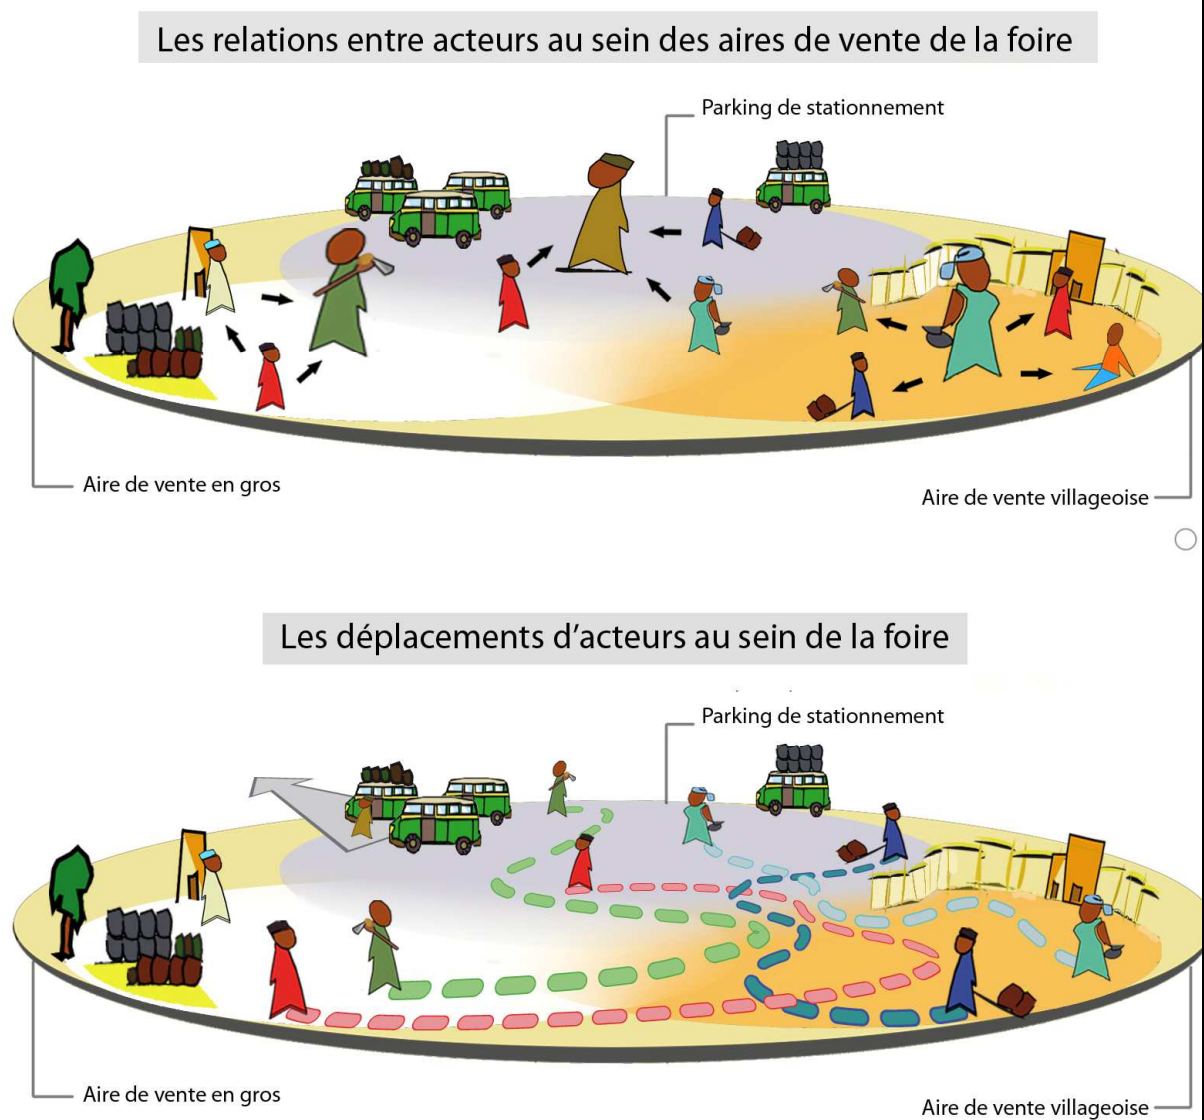 Les relations entre acteurs au sein des aires de vente de la foire
Parking de stationnement
Aire de vente en gros
Aire de vente villageoise
Les déplacements d’acteurs au sein de la foire
Parking de stationnement
Aire de vente en gros
Aire de vente villageoise